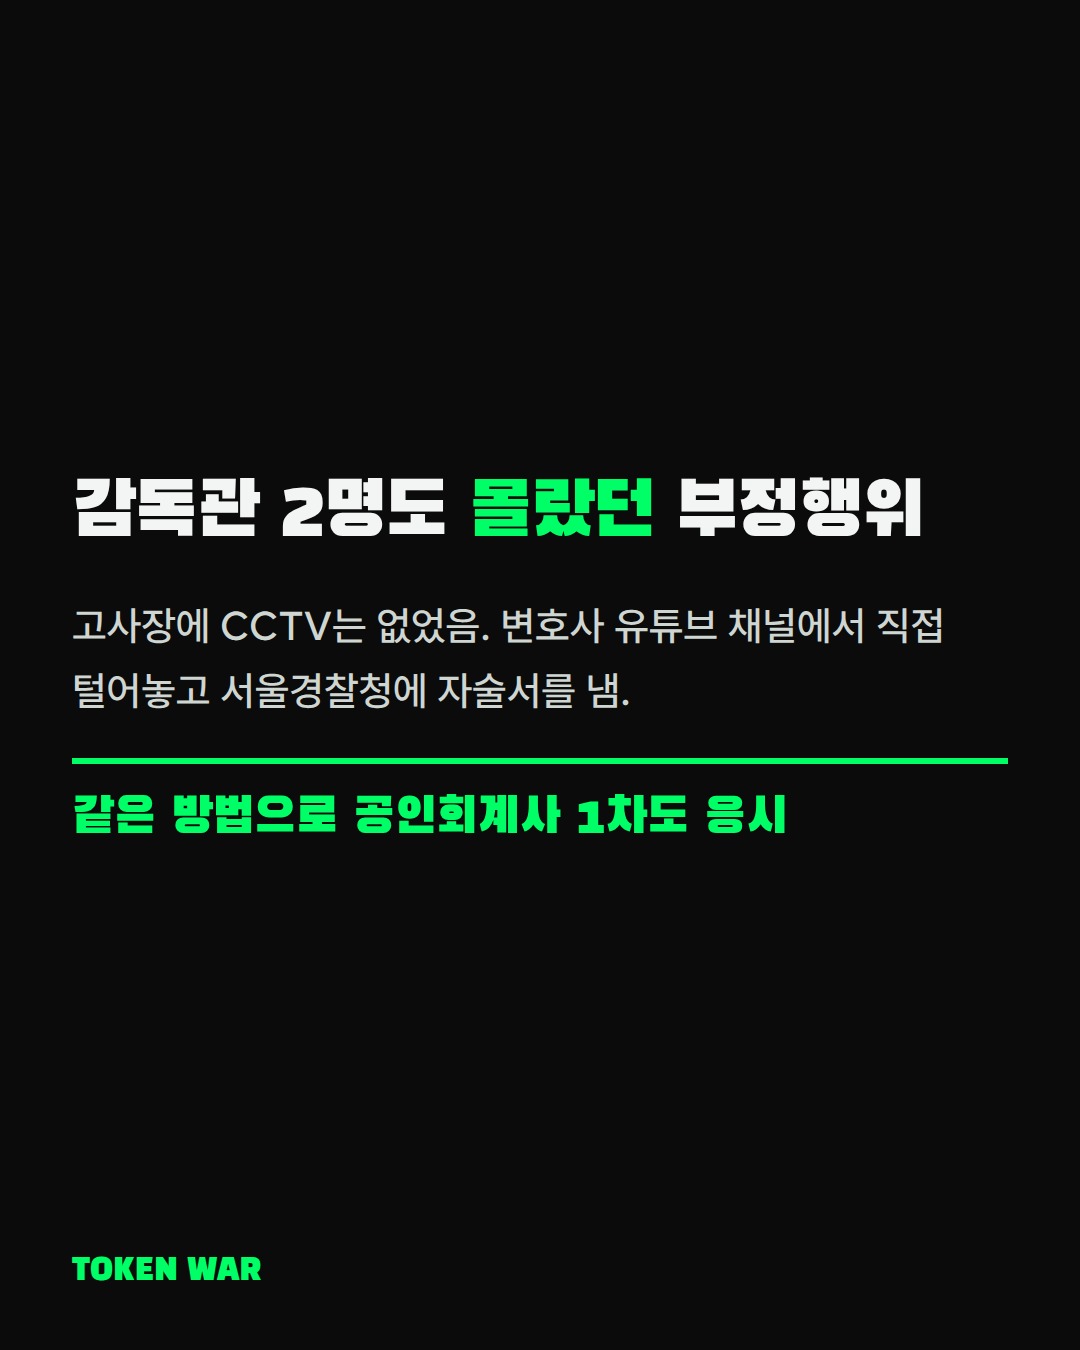 감독관 2명도 몰랐던 부정행위
고사장에 CCTV는 없었음. 변호사 유튜브 채널에서 직접
털어놓고 서울경찰청에 자술서를 냄.
같은 방법으로 공인회계사 1차도 응시
TOKEN WAR